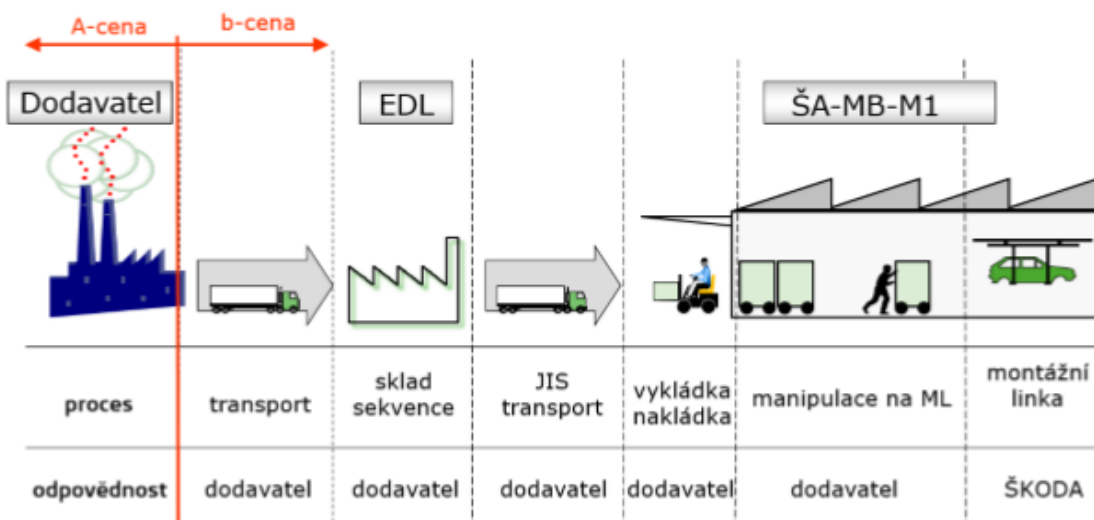 A-cena b-cena
Dodavatel EDL ŠA-MB-M1
proces transport sklad sekvence JIS transport vykládka nakládka manipulace na ML montážní linka
odpovědnost dodavatel dodavatel dodavatel dodavatel dodavatel ŠKODA